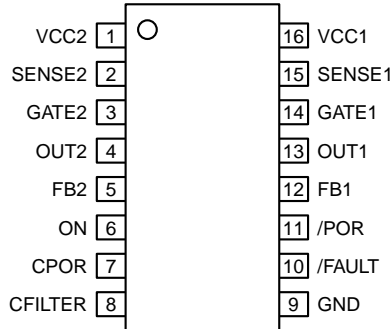 VCC2 1 16 VCC1
SENSE2 2 15 SENSE1
GATE2 3 14 GATE1
OUT2 4 13 OUT1
FB2 5 12 FB1
ON 6 11 /POR
CPOR 7 10 /FAULT
CFILTER 8 9 GND